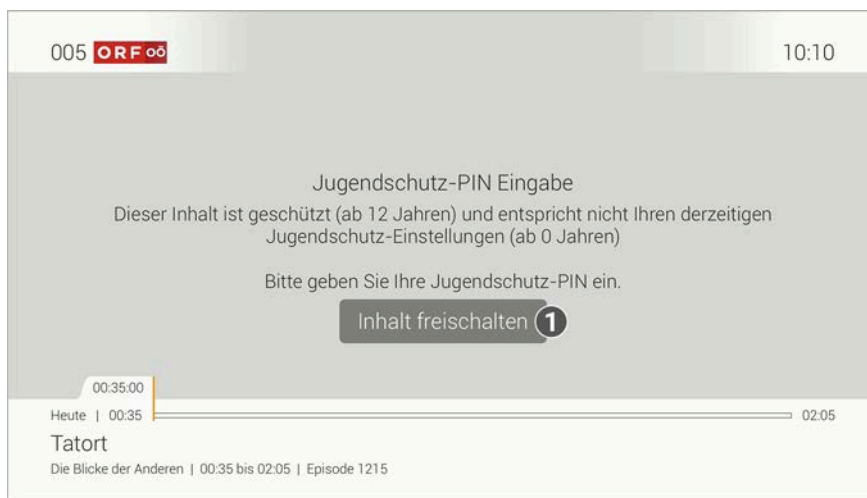 005 ORF oö
10:10
Jugendschutz-PIN Eingabe
Dieser Inhalt ist geschützt (ab 12 Jahren) und entspricht nicht Ihren derzeitigen
Jugendschutz-Einstellungen (ab 0 Jahren)
Bitte geben Sie Ihre Jugendschutz-PIN ein.
Inhalt freischalten 1
00:35:00
Heute | 00:35
02:05
Tatort
Die Blicke der Anderen | 00:35 bis 02:05 | Episode 1215